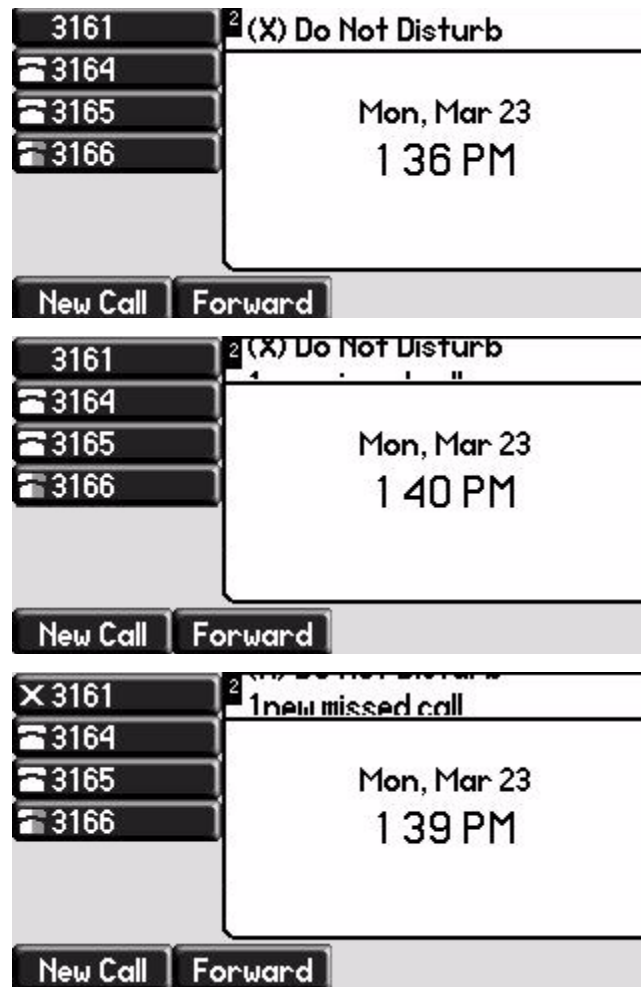 3161
2 (X) Do Not Disturb
3164
3165
3166
Mon, Mar 23
1 36 PM
New Call Forward
3161
2 (X) Do Not Disturb
3164
3165
3166
Mon, Mar 23
1 40 PM
New Call Forward
X 3161
2
1 new missed call
3164
3165
3166
Mon, Mar 23
1 39 PM
New Call Forward